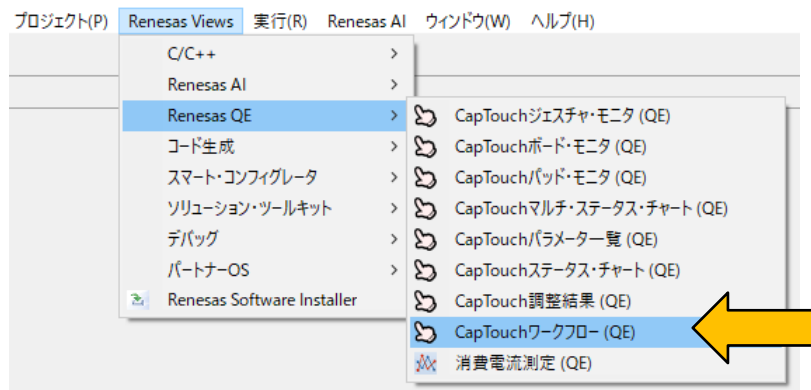 プロジェクト(P) Renesas Views 実行(R) Renesas AI ウィンドウ(W) ヘルプ(H)
C/C++
Renesas AI
Renesas QE
コード生成
スマート・コンフィグレータ
ソリューション・ツールキット
デバッグ
パートナーOS
Renesas Software Installer
CapTouchジェスチャ・モニタ (QE)
CapTouchボード・モニタ (QE)
CapTouchパッド・モニタ (QE)
CapTouchマルチ・ステータス・チャート (QE)
CapTouchパラメーター覧 (QE)
CapTouchステータス・チャート (QE)
CapTouch調整結果 (QE)
CapTouchワークフロー (QE)
消費電流測定 (QE)